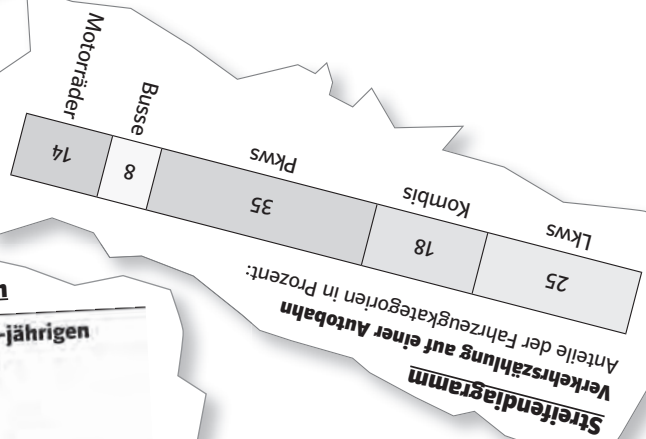 Streifendiagramm
Verkehrszählung auf einer Autobahn
Anteile der Fahrzeugkategorien in Prozent:
25 18 35 8 14
Lkws Kombis Pkws Busse Motorräder
-jährigen